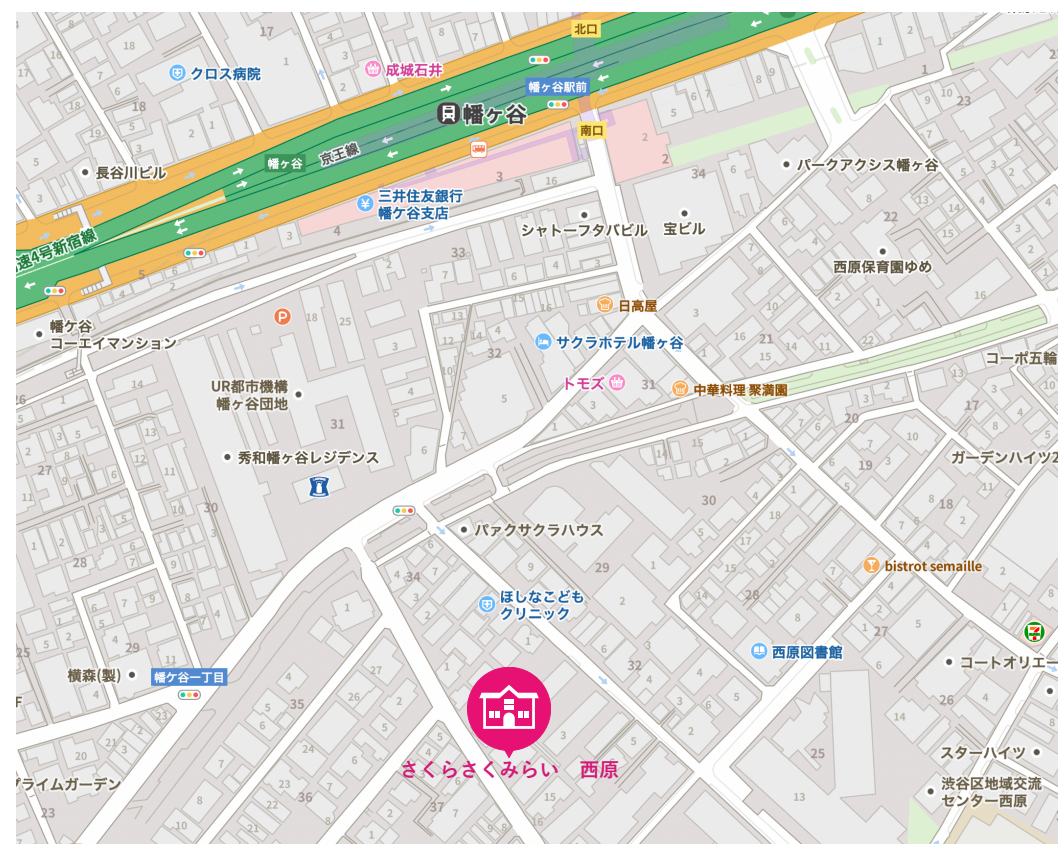 北口
成城石井
クロス病院
幡ヶ谷駅前
幡ヶ谷
南口
京王線
幡ヶ谷
長谷川ビル
パークアクシス幡ヶ谷
三井住友銀行
幡ケ谷支店
シャトーフタバビル
宝ビル
速4号新宿線
西原保育園ゆめ
日高屋
幡ケ谷
コーエイマンション
サクラホテル幡ヶ谷
コーポ五輪
トモズ
中華料理 聚満園
UR都市機構
幡ヶ谷団地
秀和幡ヶ谷レジデンス
ガーデンハイツ2
パァクサクラハウス
bistrot semaille
ほしなこども
クリニック
西原図書館
コートオリエー
横森(製)
幡ケ谷一丁目
スターハイツ
さくらさくみらい 西原
プライムガーデン
渋谷区地域交流
センター西原